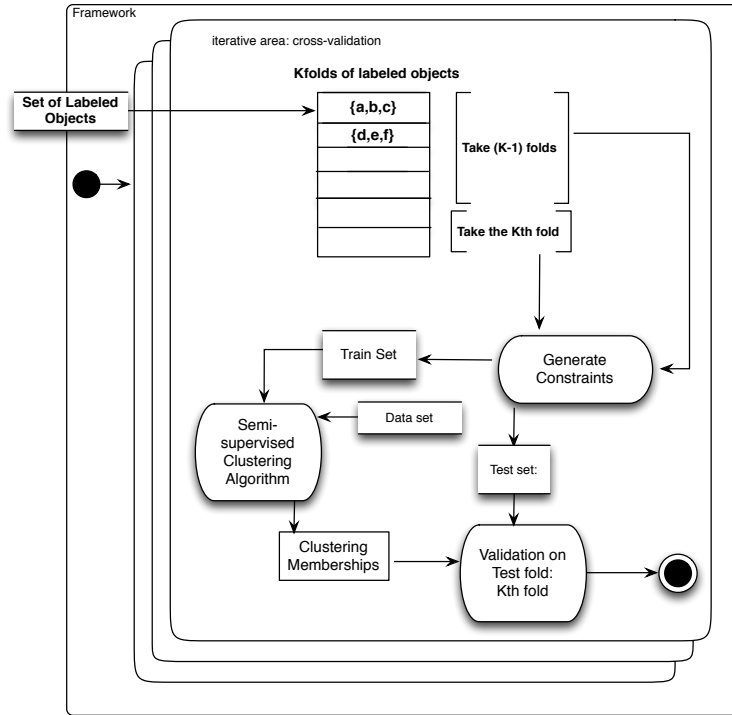 Framework
iterative area: cross-validation
Kfolds of labeled objects
Set of Labeled
Objects
{a,b,c}
{d,e,f}
Take (K-1) folds
Take the Kth fold
Train Set
Generate
Constraints
Semi-
supervised
Clustering
Algorithm
Data set
Test set:
Clustering
Memberships
Validation on
Test fold:
Kth fold